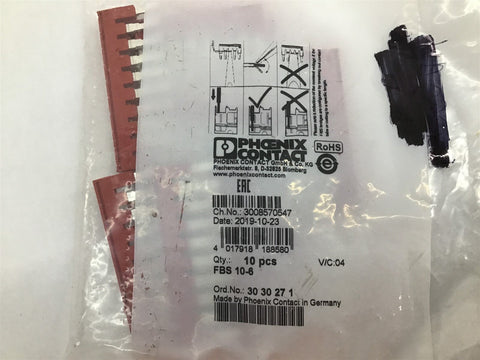 PHŒNIX
CONTACT
RoHS
PHOENIX CONTACT GmbH & Co. KG
Flachsmarktstr. 8, D-32825 Blomberg
www.phoenixcontact.com
EAC
Ch.No.: 3008570547
Date: 2019-10-23
4 017918 188580
Qty.: 10 pcs V/C:04
FBS 10-6
Ord.No.: 30 30 27 1
Made by Phoenix Contact in Germany